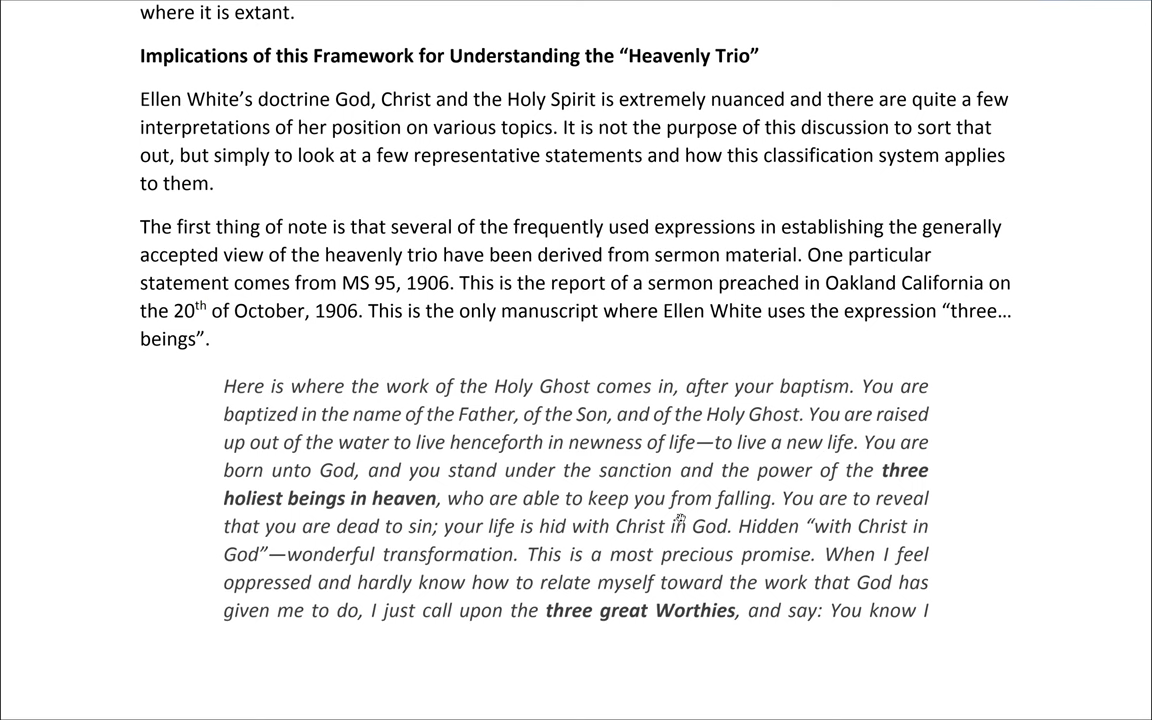 where it is extant.
Implications of this Framework for Understanding the “Heavenly Trio”
Ellen White’s doctrine God, Christ and the Holy Spirit is extremely nuanced and there are quite a few
interpretations of her position on various topics. It is not the purpose of this discussion to sort that
out, but simply to look at a few representative statements and how this classification system applies
to them.
The first thing of note is that several of the frequently used expressions in establishing the generally
accepted view of the heavenly trio have been derived from sermon material. One particular
statement comes from MS 95, 1906. This is the report of a sermon preached in Oakland California on
the 20th of October, 1906. This is the only manuscript where Ellen White uses the expression “three…
beings”.
Here is where the work of the Holy Ghost comes in, after your baptism. You are
baptized in the name of the Father, of the Son, and of the Holy Ghost. You are raised
up out of the water to live henceforth in newness of life—to live a new life. You are
born unto God, and you stand under the sanction and the power of the three
holiest beings in heaven, who are able to keep you from falling. You are to reveal
that you are dead to sin; your life is hid with Christ in God. Hidden “with Christ in
God”—wonderful transformation. This is a most precious promise. When I feel
oppressed and hardly know how to relate myself toward the work that God has
given me to do, I just call upon the three great Worthies, and say: You know I